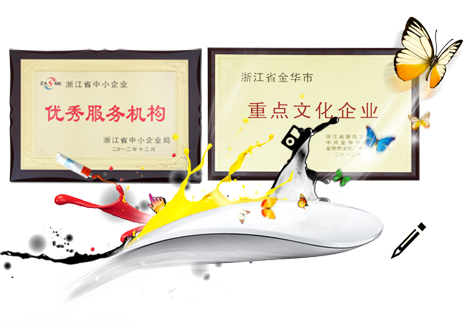 浙江省中小企业
优秀服务机构
浙江省中小企业局
二〇一三年十二月
浙江省金华市
重点文化企业